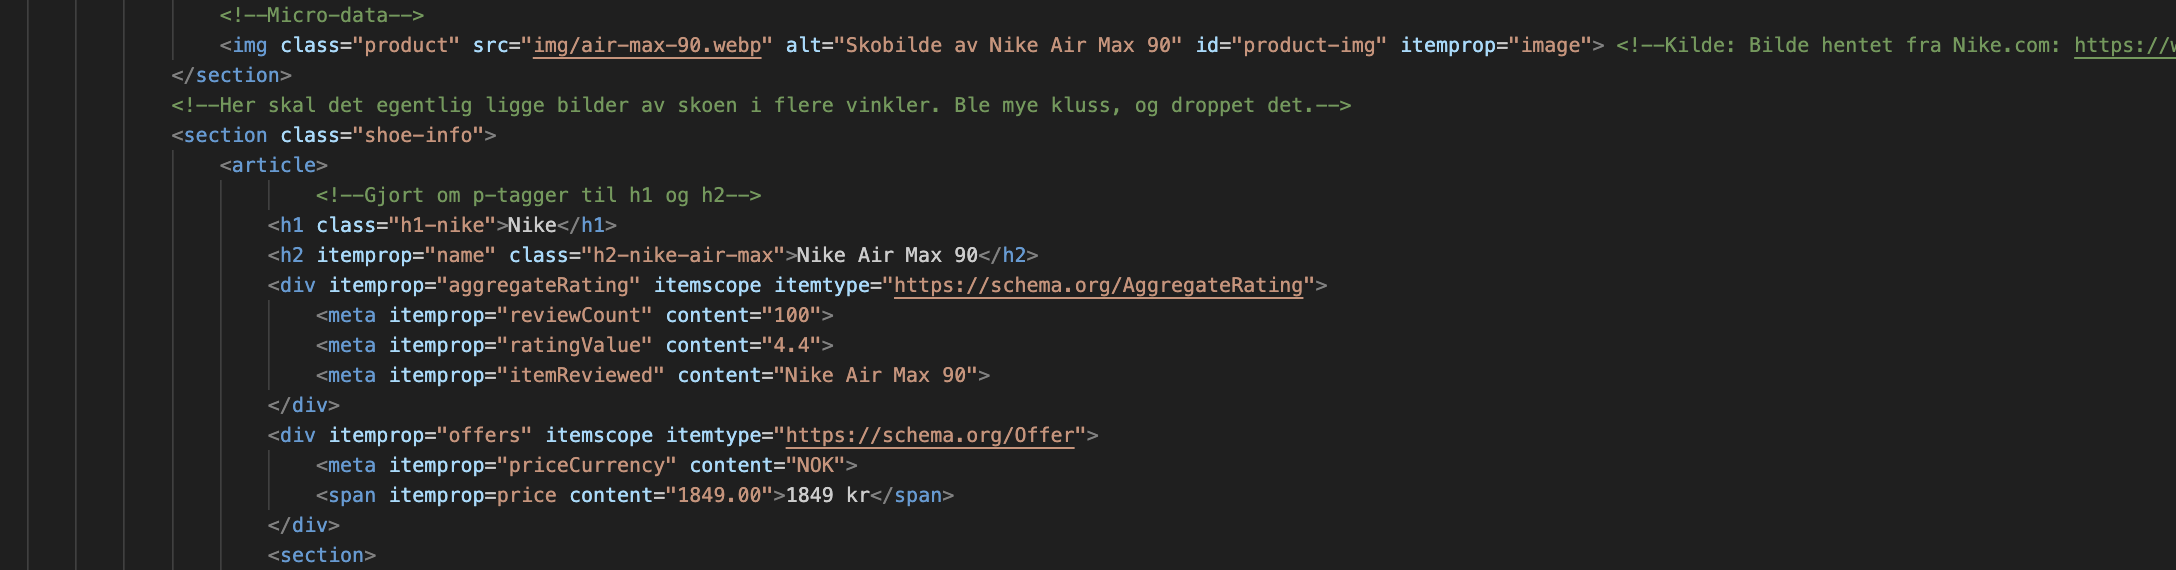 <!--Micro-data-->
<img class="product" src="img/air-max-90.webp" alt="Skobilde av Nike Air Max 90" id="product-img" itemprop="image"> <!--Kilde: Bilde hentet fra Nike.com: https://w
</section>
<!--Her skal det egentlig ligge bilder av skoen i flere vinkler. Ble mye kluss, og droppet det.-->
<section class="shoe-info">
<article>
<!--Gjort om p-tagger til h1 og h2-->
<h1 class="h1-nike">Nike</h1>
<h2 itemprop="name" class="h2-nike-air-max">Nike Air Max 90</h2>
<div itemprop="aggregateRating" itemscope itemtype="https://schema.org/AggregateRating">
<meta itemprop="reviewCount" content="100">
<meta itemprop="ratingValue" content="4.4">
<meta itemprop="itemReviewed" content="Nike Air Max 90">
</div>
<div itemprop="offers" itemscope itemtype="https://schema.org/Offer">
<meta itemprop="priceCurrency" content="NOK">
<span itemprop=price content="1849.00">1849 kr</span>
</div>
<section>